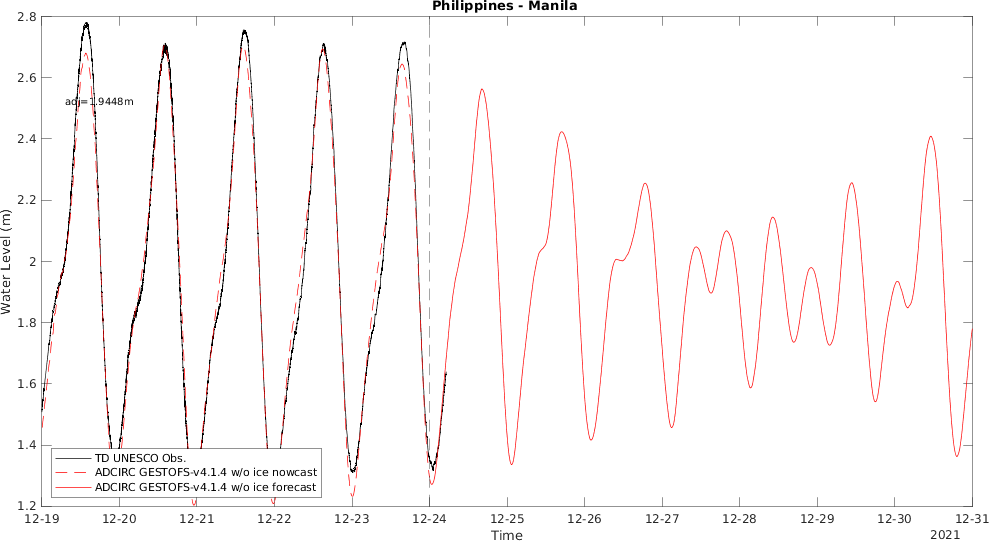 Philippines - Manila
2.8
2.6
2.4
2.2
2
1.8
1.6
1.4
1.2
Water Level (m)
adj=1.9448m
TD UNESCO Obs.
ADCIRC GESTOFS-v4.1.4 w/o ice nowcast
ADCIRC GESTOFS-v4.1.4 w/o ice forecast
12-19 12-20 12-21 12-22 12-23 12-24 12-25 12-26 12-27 12-28 12-29 12-30 12-31
Time
2021